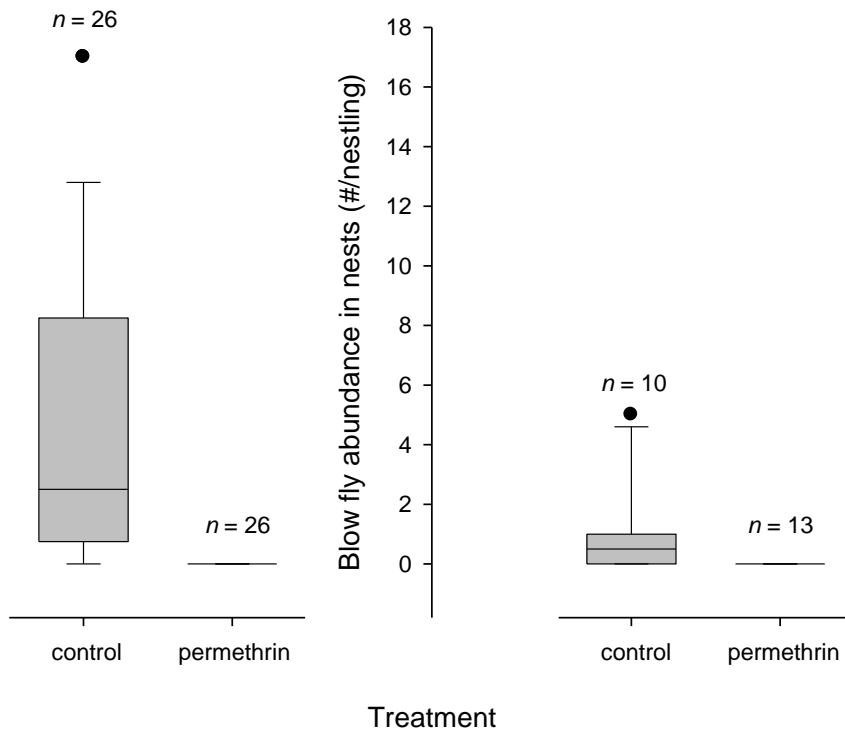 n = 26
n = 26
control
permethrin
Blow fly abundance in nests (#/nestling)
18
16
14
12
10
8
6
4
2
0
n = 10
n = 13
control
permethrin
Treatment